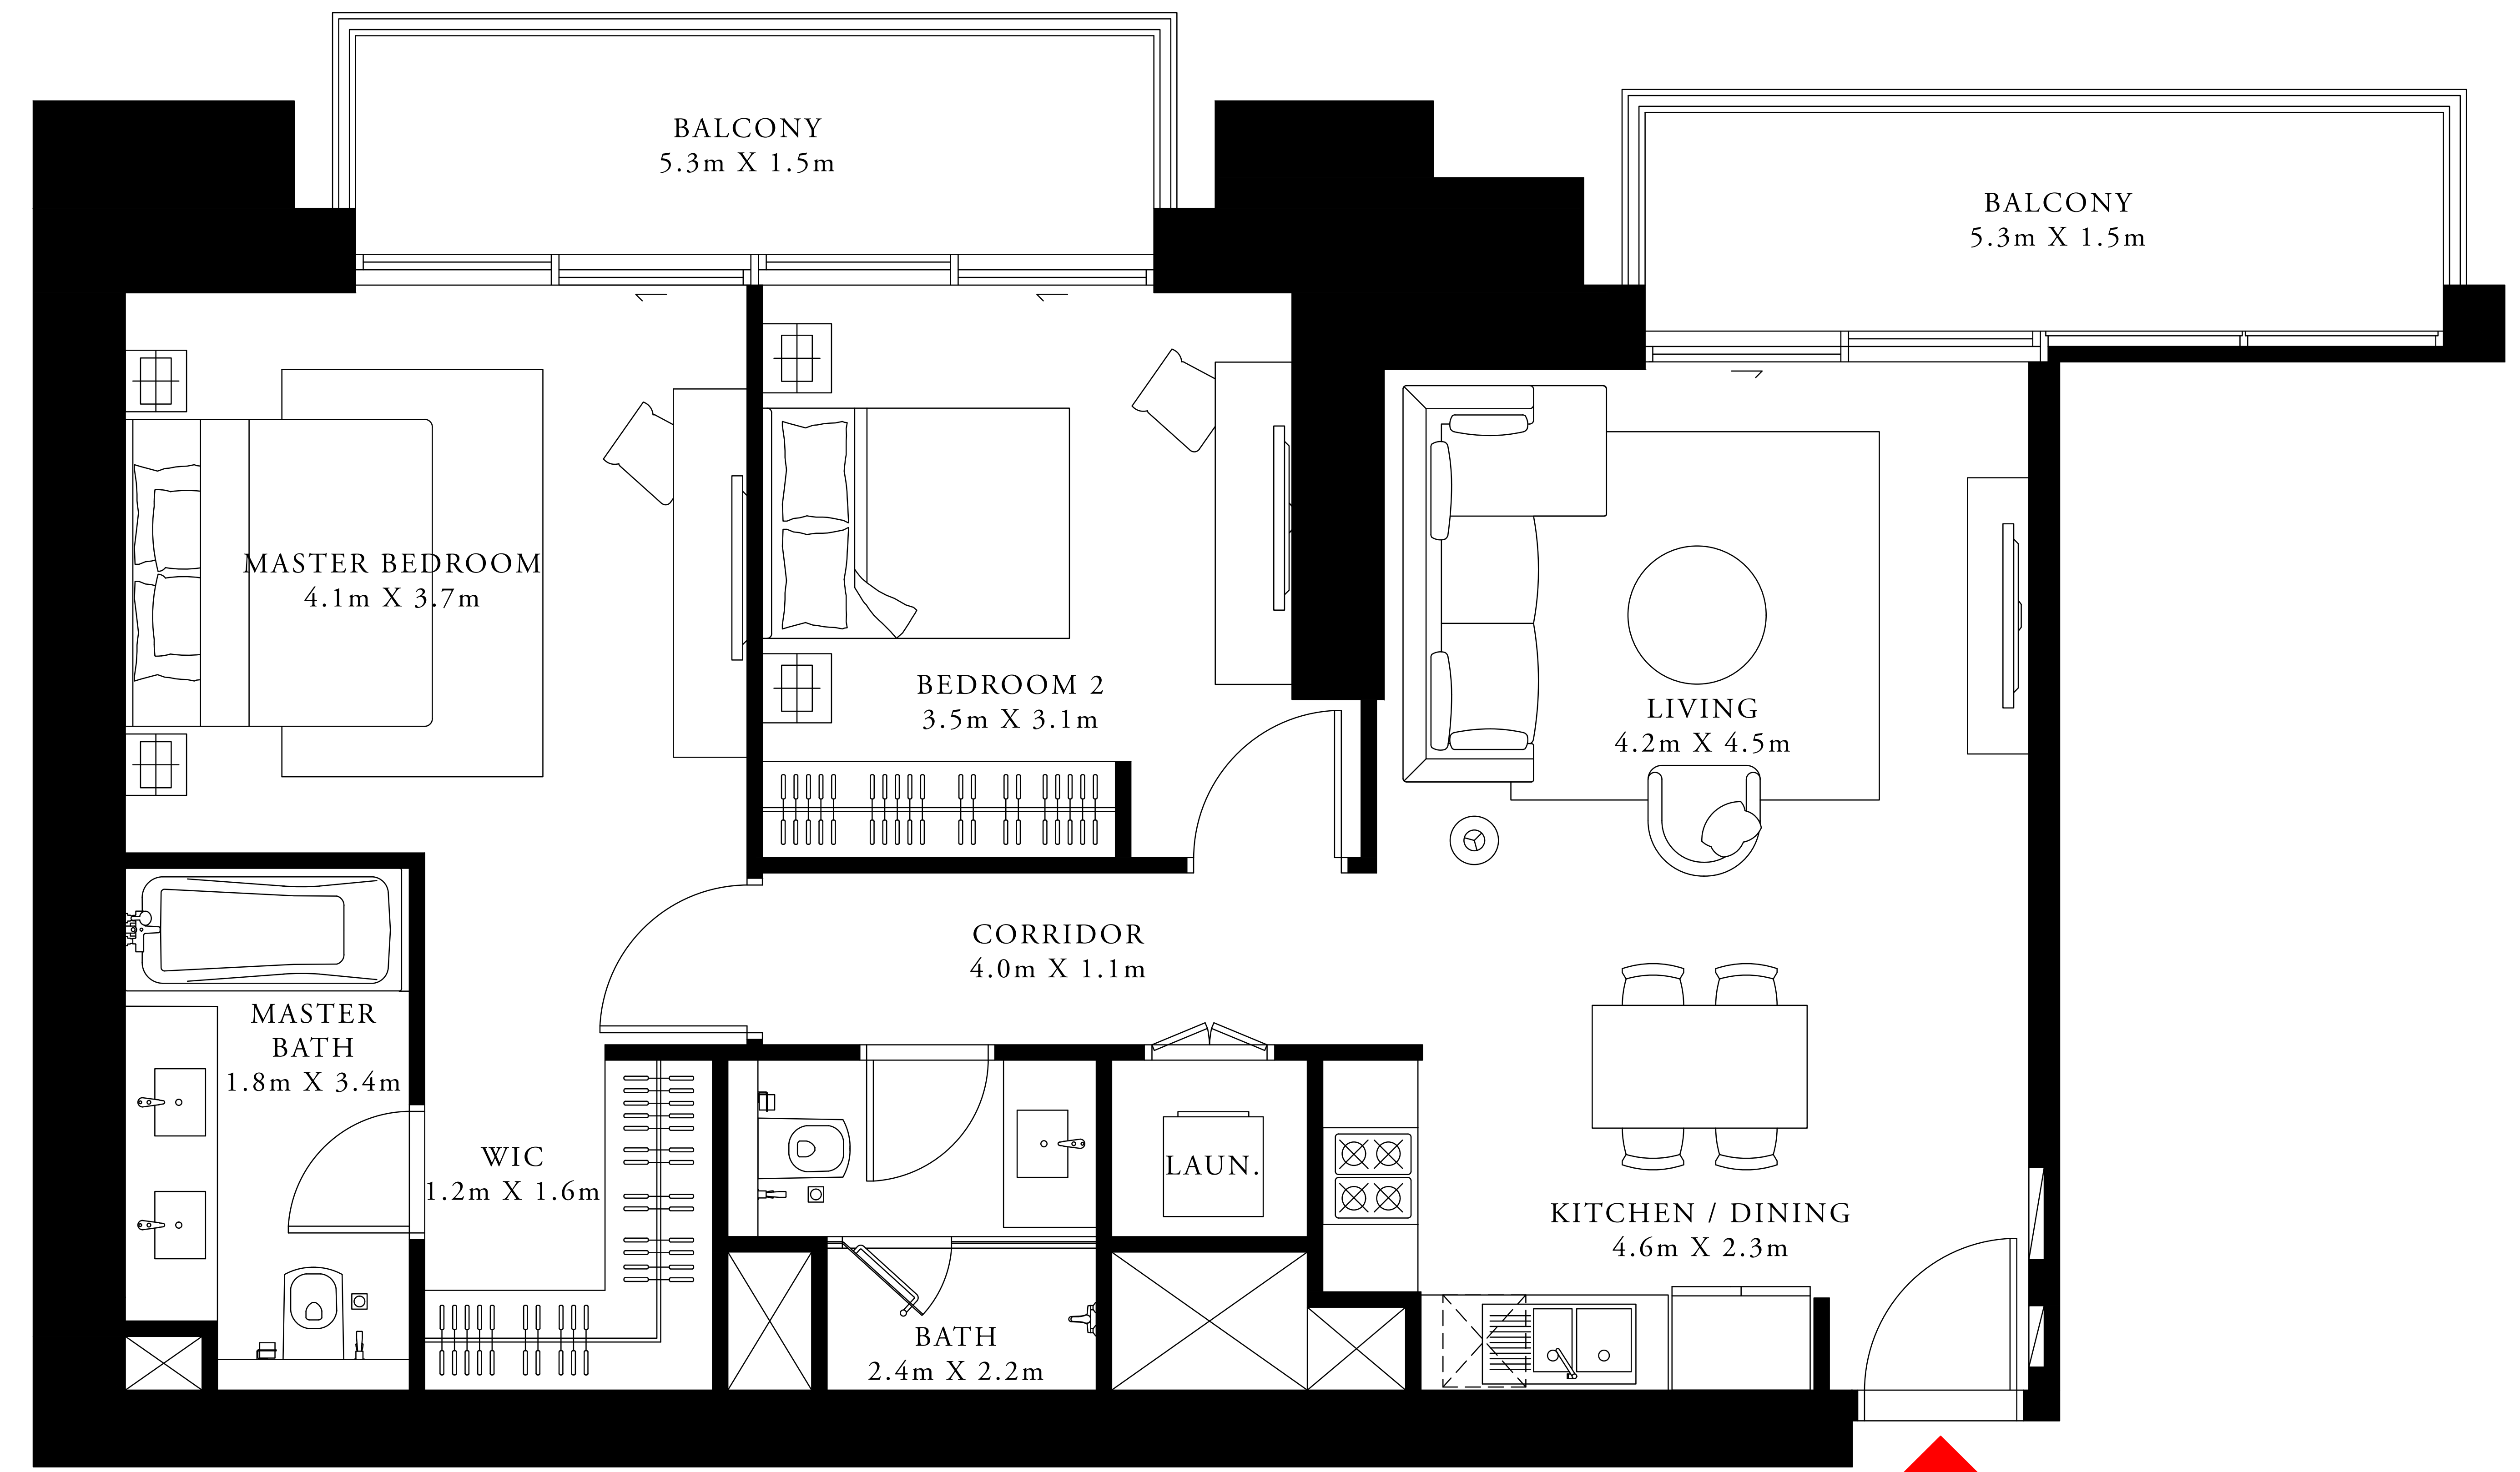 BALCONY
5.3m X 1.5m
BALCONY
5.3m X 1.5m
MASTER BEDROOM
4.1m X 3.7m
BEDROOM 2
3.5m X 3.1m
LIVING
4.2m X 4.5m
CORRIDOR
4.0m X 1.1m
MASTER
BATH
1.8m X 3.4m
WIC
1.2m X 1.6m
LAUN.
KITCHEN / DINING
4.6m X 2.3m
BATH
2.4m X 2.2m